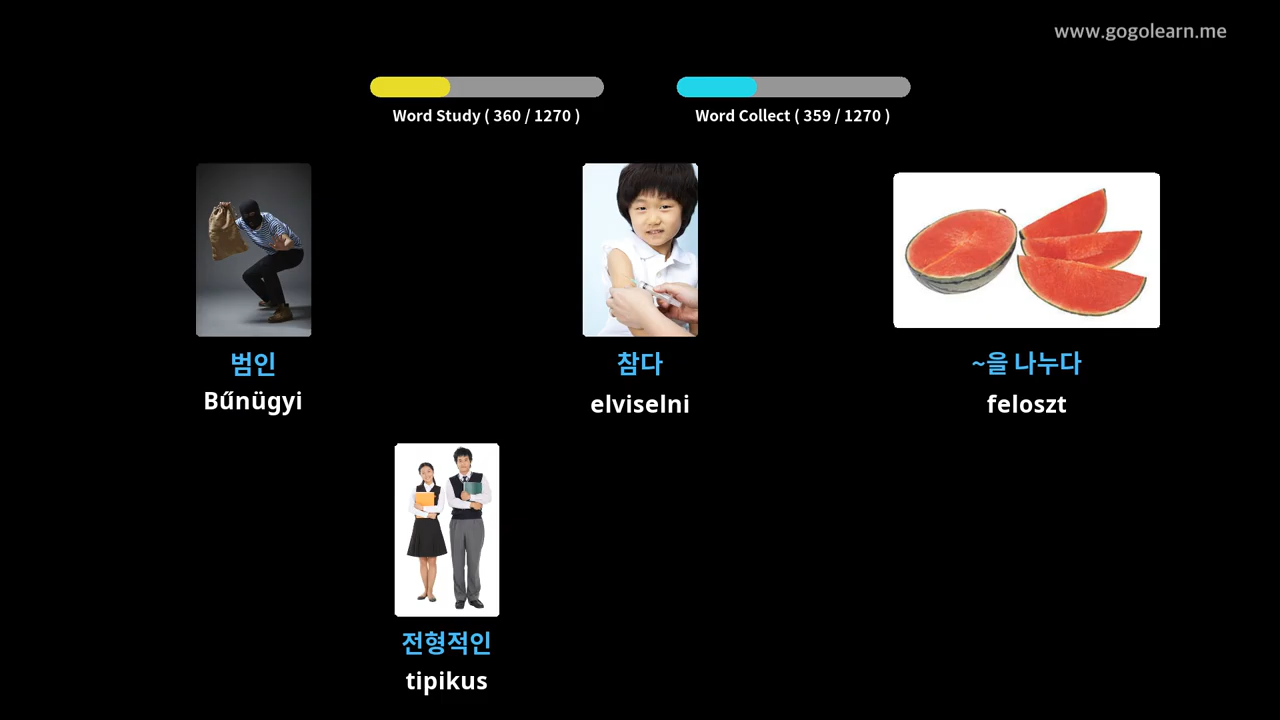 www.gogolearn.me
Word Study ( 360 / 1270 )
Word Collect ( 359 / 1270 )
범인
Bűnügyi
참다
elviselni
~을 나누다
feloszt
전형적인
tipikus